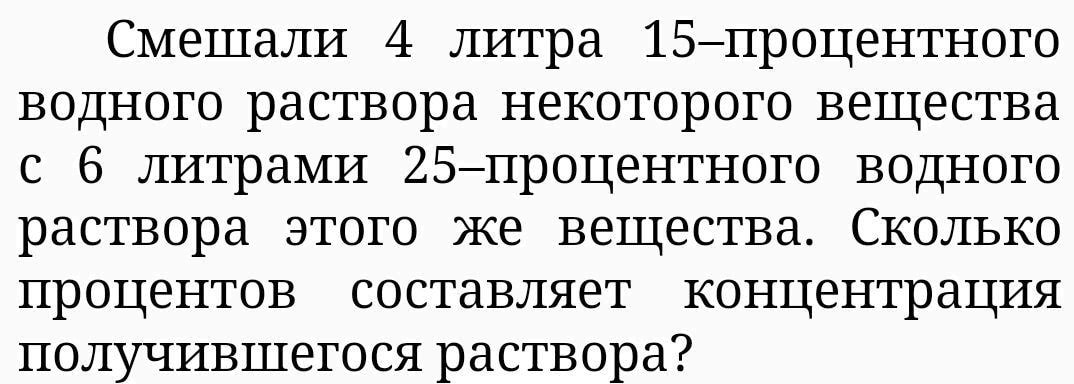 Смешали 4 литра 15–процентного
водного раствора некоторого вещества
с 6 литрами 25–процентного водного
раствора этого же вещества. Сколько
процентов составляет концентрация
получившегося раствора?